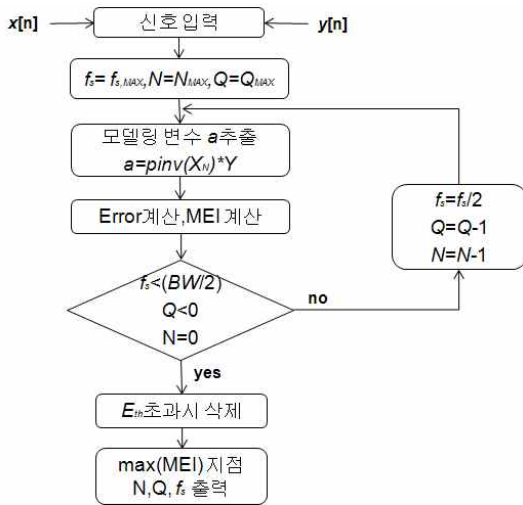 x[n]
신호 입력
y[n]
fs= fs,MAX, N=NMAX, Q=QMAX
모델링 변수 a추출
a=pinv(XN)*Y
Error계산,MEI 계산
fs=fs/2
Q=Q-1
N=N-1
fs<(BW/2)
Q<0
N=0
no
yes
Eth초과시 삭제
max(MEI)지점
N,Q, fs 출력